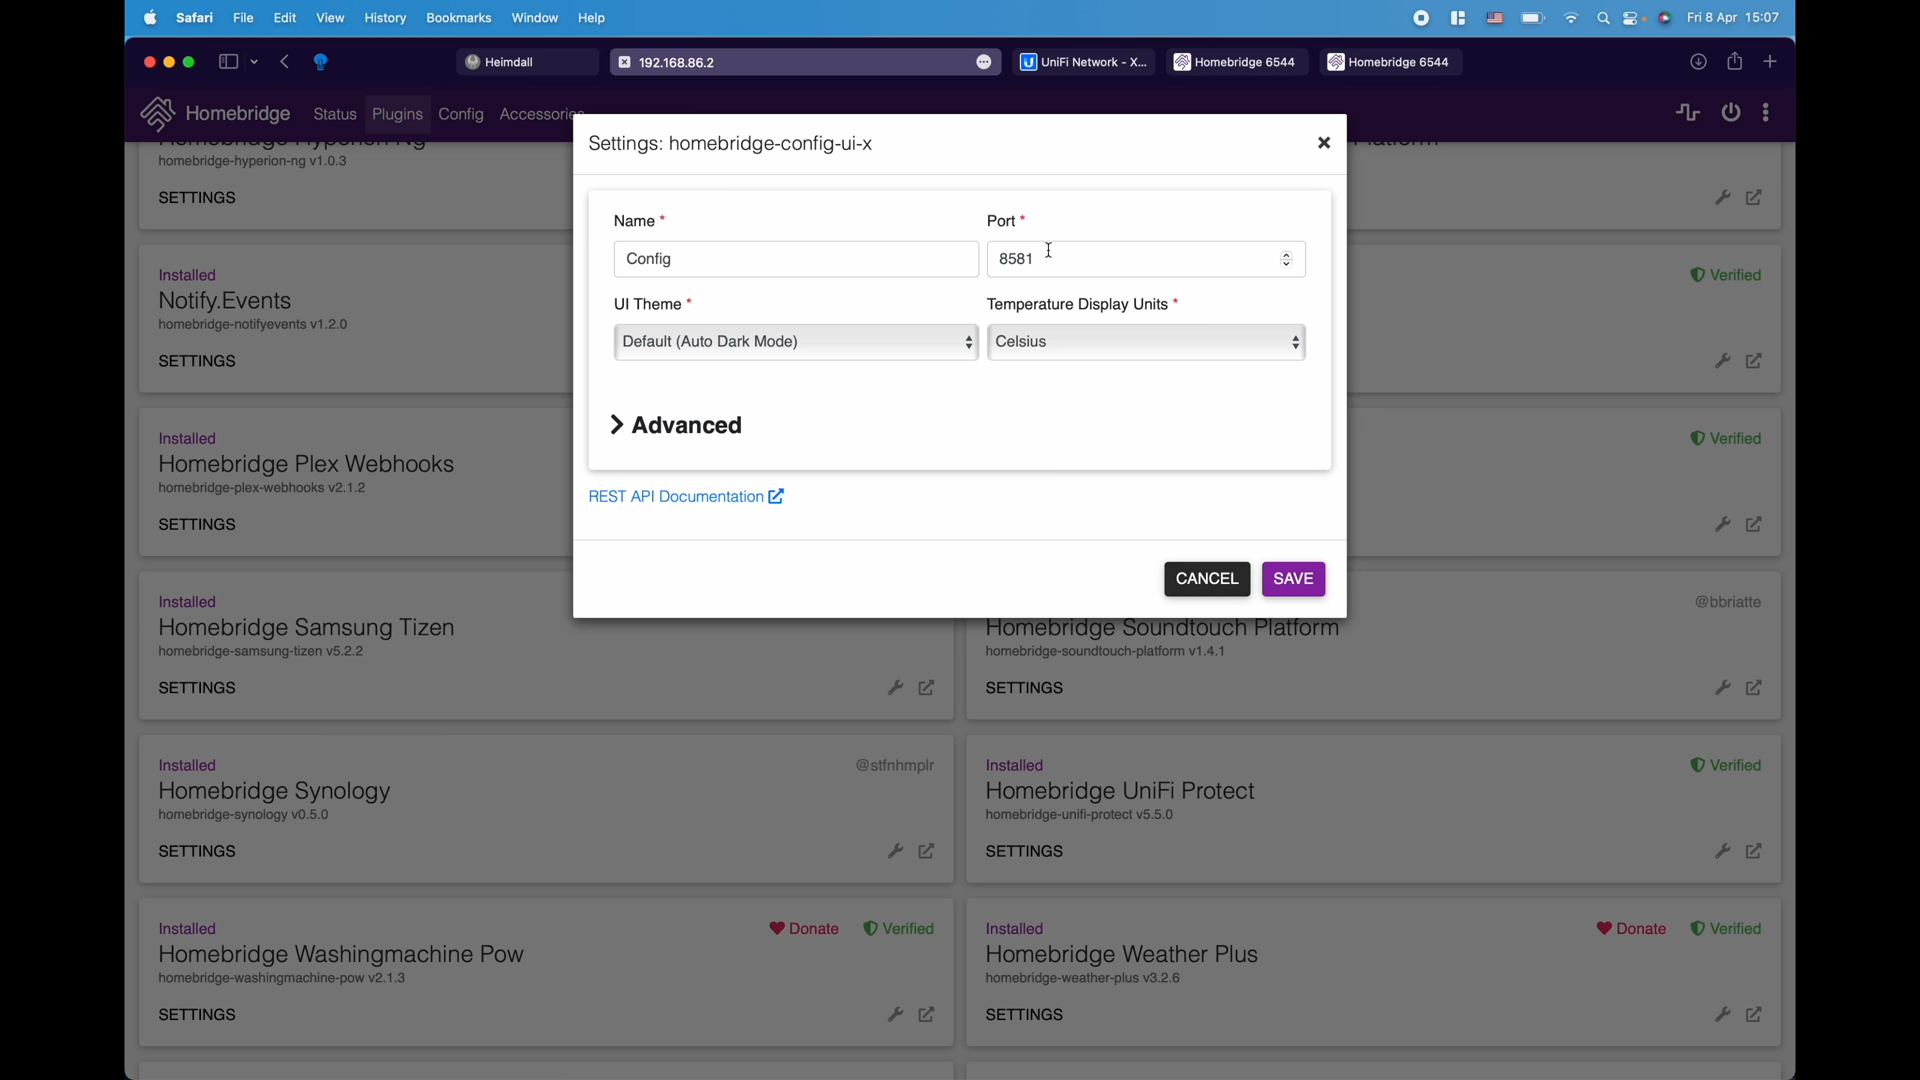 Safari File Edit View History Bookmarks Window Help Fri 8 Apr 15:07
Heimdall 192.168.86.2 UniFi Network - X... Homebridge 6544 Homebridge 6544
Homebridge Status Plugins Config Accessories
homebridge-hyperion-ng v1.0.3
SETTINGS
Installed
Notify.Events
homebridge-notifyevents v1.2.0
SETTINGS
Verified
Installed
Homebridge Plex Webhooks
homebridge-plex-webhooks v2.1.2
SETTINGS
Verified
Settings: homebridge-config-ui-x
Name * Port *
Config 8581
UI Theme * Temperature Display Units *
Default (Auto Dark Mode) Celsius
Advanced
REST API Documentation
CANCEL SAVE
Installed
Homebridge Samsung Tizen
homebridge-samsung-tizen v5.2.2
SETTINGS
@bbriatte
Homebridge Soundtouch Platform
homebridge-soundtouch-platform v1.4.1
SETTINGS
Installed @stfnhmplr
Homebridge Synology
homebridge-synology v0.5.0
SETTINGS
Installed Verified
Homebridge UniFi Protect
homebridge-unifi-protect v5.5.0
SETTINGS
Installed Donate Verified
Homebridge Washingmachine Pow
homebridge-washingmachine-pow v2.1.3
SETTINGS
Installed Donate Verified
Homebridge Weather Plus
homebridge-weather-plus v3.2.6
SETTINGS